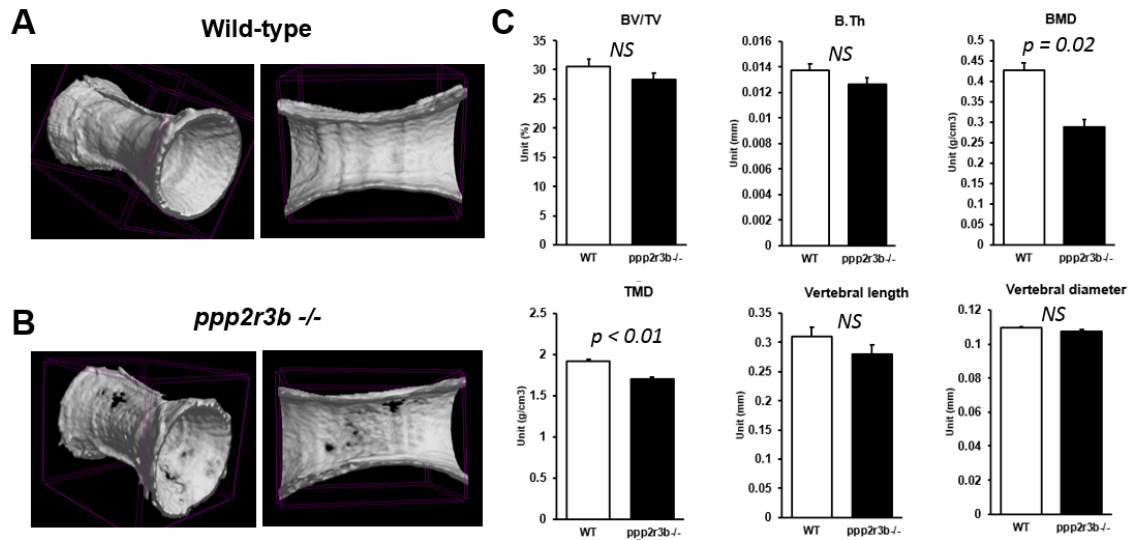 A
Wild-type
B
ppp2r3b -/-
C
BV/TV
NS
Unit (%)
35
30
25
20
15
10
5
0
WT ppp2r3b-/-
B.Th
NS
Unit (mm)
0.016
0.014
0.012
0.01
0.008
0.006
0.004
0.002
0
WT ppp2r3b-/-
BMD
p = 0.02
Unit (g/cm3)
0.5
0.45
0.4
0.35
0.3
0.25
0.2
0.15
0.1
0.05
0
WT ppp2r3b-/-
TMD
p < 0.01
Unit (g/cm3)
2.5
2
1.5
1
0.5
0
WT ppp2r3b-/-
Vertebral length
NS
Unit (mm)
0.35
0.3
0.25
0.2
0.15
0.1
0.05
0
WT ppp2r3b-/-
Vertebral diameter
NS
Unit (mm)
0.12
0.1
0.08
0.06
0.04
0.02
0
WT ppp2r3b-/-